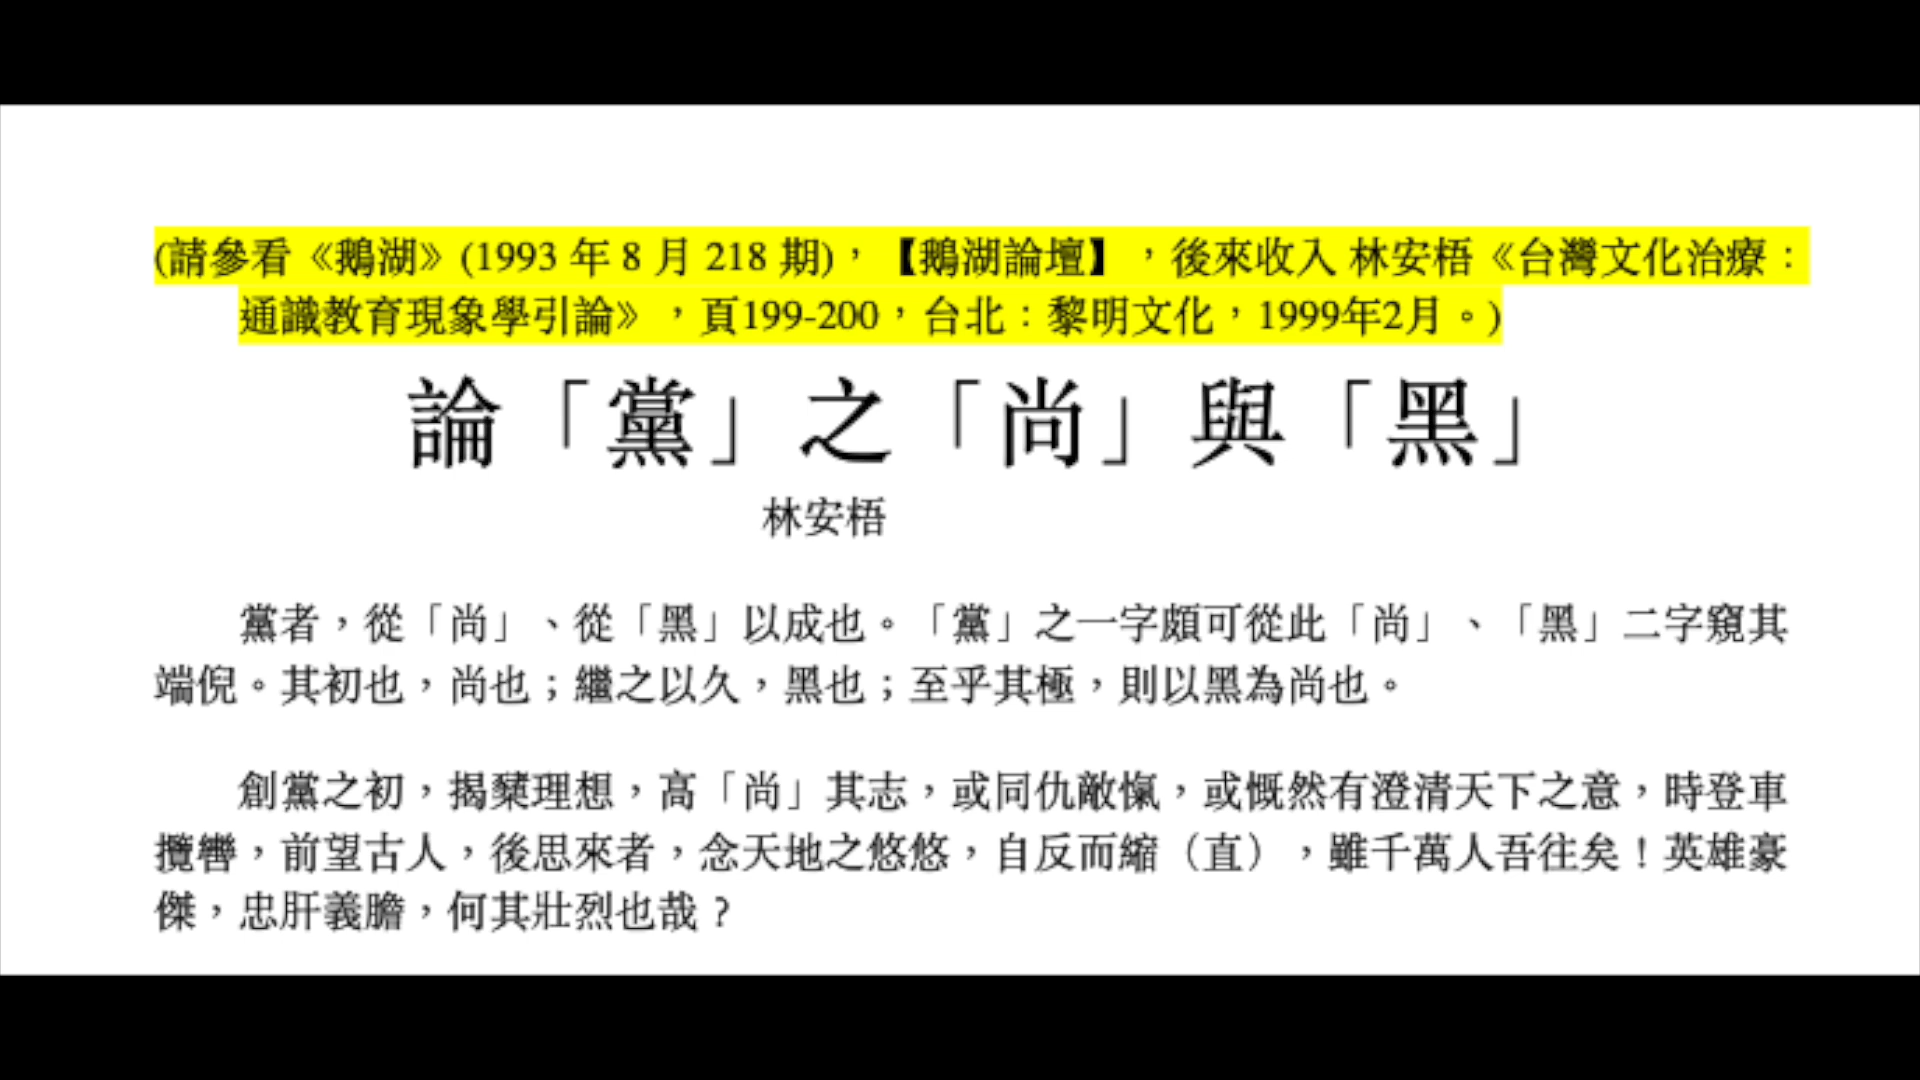 (請參看《鵝湖》(1993 年 8 月 218 期)，【鵝湖論壇】，後來收入 林安梧《台灣文化治療：
通識教育現象學引論》，頁199-200，台北：黎明文化，1999年2月。)
論「黨」之「尚」與「黑」
林安梧
黨者，從「尚」、從「黑」以成也。「黨」之一字頗可從此「尚」、「黑」二字窺其
端倪。其初也，尚也；繼之以久，黑也；至乎其極，則以黑為尚也。
創黨之初，揭櫫理想，高「尚」其志，或同仇敵愾，或慨然有澄清天下之意，時登車
攬轡，前望古人，後思來者，念天地之悠悠，自反而縮（直），雖千萬人吾往矣！英雄豪
傑，忠肝義膽，何其壯烈也哉？